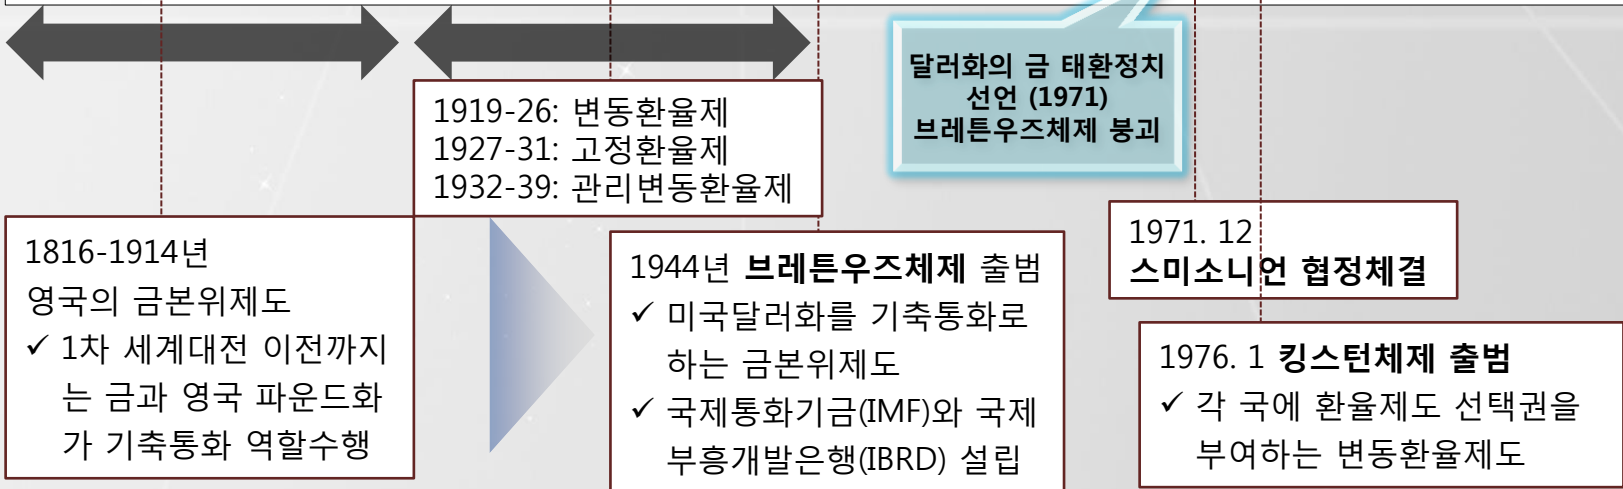 달러화의 금 태환정치
선언 (1971)
브레튼우즈체제 붕괴
1919-26: 변동환율제
1927-31: 고정환율제
1932-39: 관리변동환율제
1816-1914년
영국의 금본위제도
✓ 1차 세계대전 이전까지
는 금과 영국 파운드화
가 기축통화 역할수행
1944년 브레튼우즈체제 출범
✓ 미국달러화를 기축통화로
하는 금본위제도
✓ 국제통화기금(IMF)와 국제
부흥개발은행(IBRD) 설립
1971. 12
스미소니언 협정체결
1976. 1 킹스턴체제 출범
✓ 각 국에 환율제도 선택권을
부여하는 변동환율제도